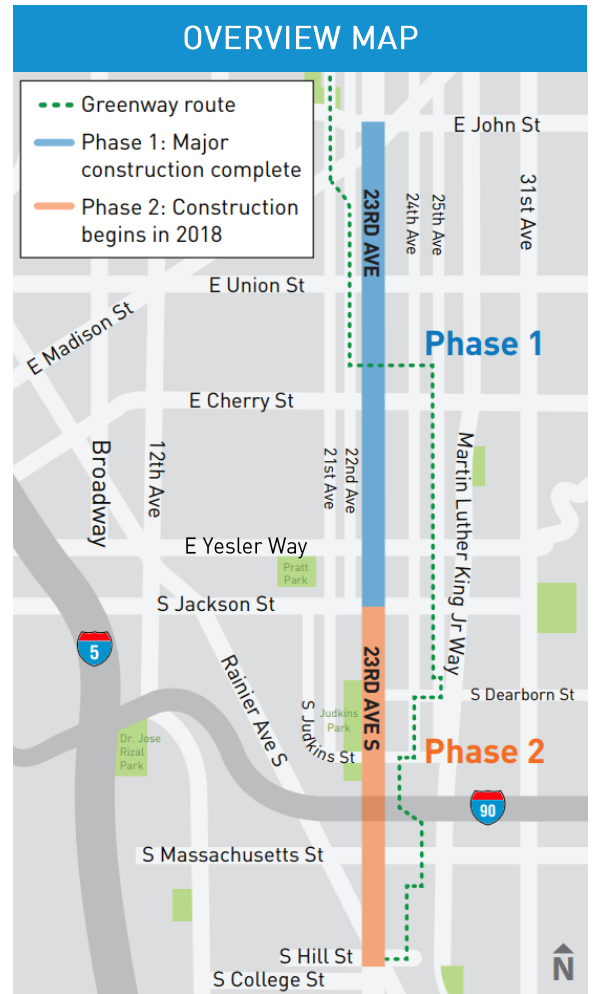 OVERVIEW MAP
Greenway route
Phase 1: Major
construction complete
Phase 2: Construction
begins in 2018
E John St
23RD AVE
24th Ave
25th Ave
31st Ave
E Union St
E Madison St
Phase 1
E Cherry St
Broadway
12th Ave
21st Ave
22nd Ave
Martin Luther King Jr Way
E Yesler Way
Pratt
Park
S Jackson St
5
Rainier Ave S
23RD AVE S
S Dearborn St
S Judkins St
Judkins
Park
Dr. Jose
Rizal
Park
Phase 2
90
S Massachusetts St
S Hill St
S College St
N